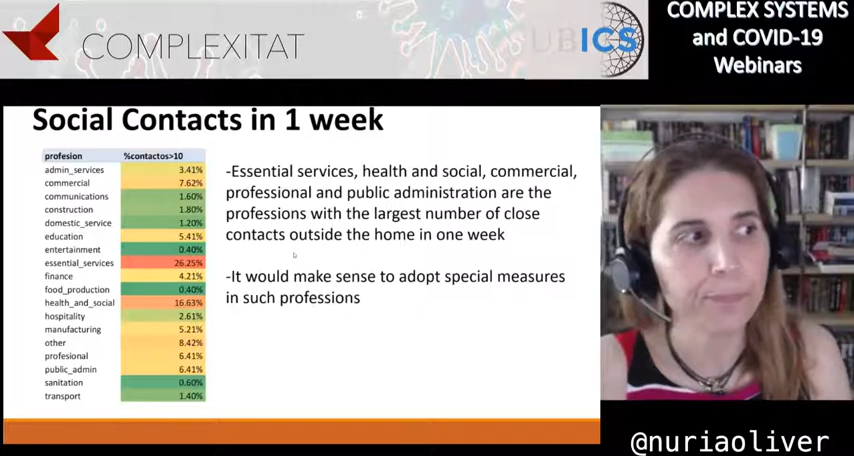 COMPLEXITAT
UBICS
COMPLEX SYSTEMS
and COVID-19
Webinars
Social Contacts in 1 week
profesion %contactos>10
admin_services 3.41%
commercial 7.62%
communications 1.60%
construction 1.80%
domestic_service 1.20%
education 5.41%
entertainment 0.40%
essential_services 26.25%
finance 4.21%
food_production 0.40%
health_and_social 16.63%
hospitality 2.61%
manufacturing 5.21%
other 8.42%
profesional 6.41%
public_admin 6.41%
sanitation 0.60%
transport 1.40%
-Essential services, health and social, commercial,
professional and public administration are the
professions with the largest number of close
contacts outside the home in one week
-It would make sense to adopt special measures
in such professions
@nuriaoliver